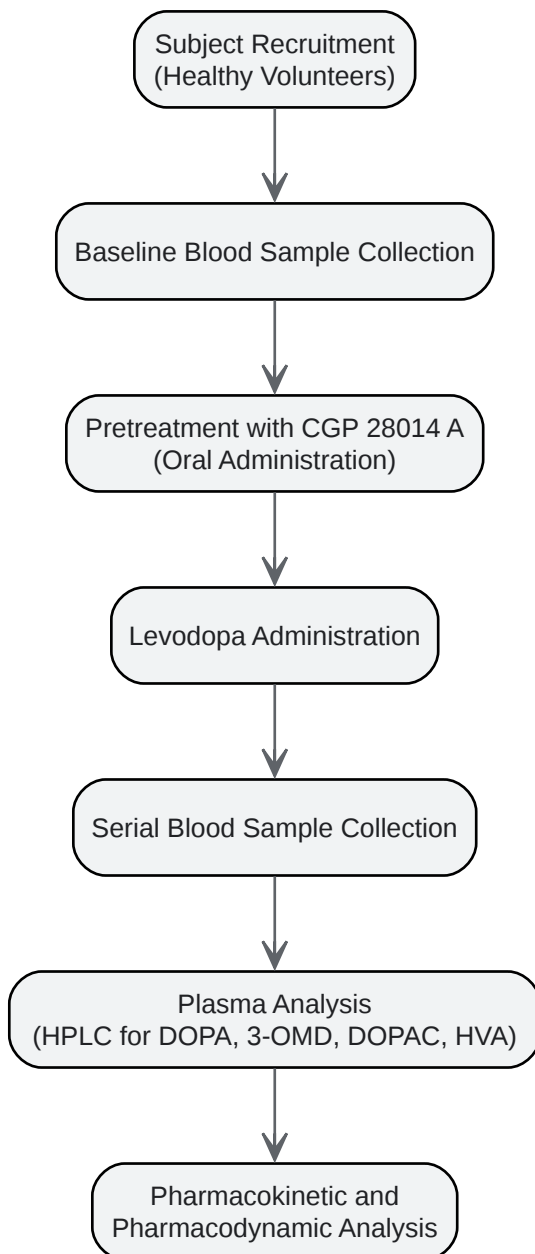 Subject Recruitment
(Healthy Volunteers)
Baseline Blood Sample Collection
Pretreatment with CGP 28014 A
(Oral Administration)
Levodopa Administration
Serial Blood Sample Collection
Plasma Analysis
(HPLC for DOPA, 3-OMD, DOPAC, HVA)
Pharmacokinetic and
Pharmacodynamic Analysis